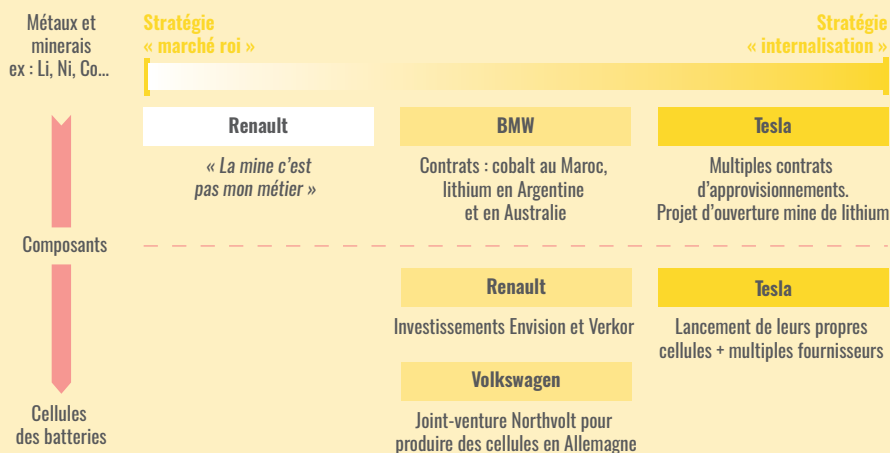 Métaux et
minerais
ex : Li, Ni, Co...
Stratégie
« marché roi »
Stratégie
« internalisation »
Renault
BMW
Tesla
« La mine c’est
pas mon métier »
Contrats : cobalt au Maroc,
lithium en Argentine
et en Australie
Multiples contrats
d’approvisionnements.
Projet d’ouverture mine de lithium
Composants
Renault
Tesla
Investissements Envision et Verkor
Lancement de leurs propres
cellules + multiples fournisseurs
Volkswagen
Joint-venture Northvolt pour
produire des cellules en Allemagne
Cellules
des batteries